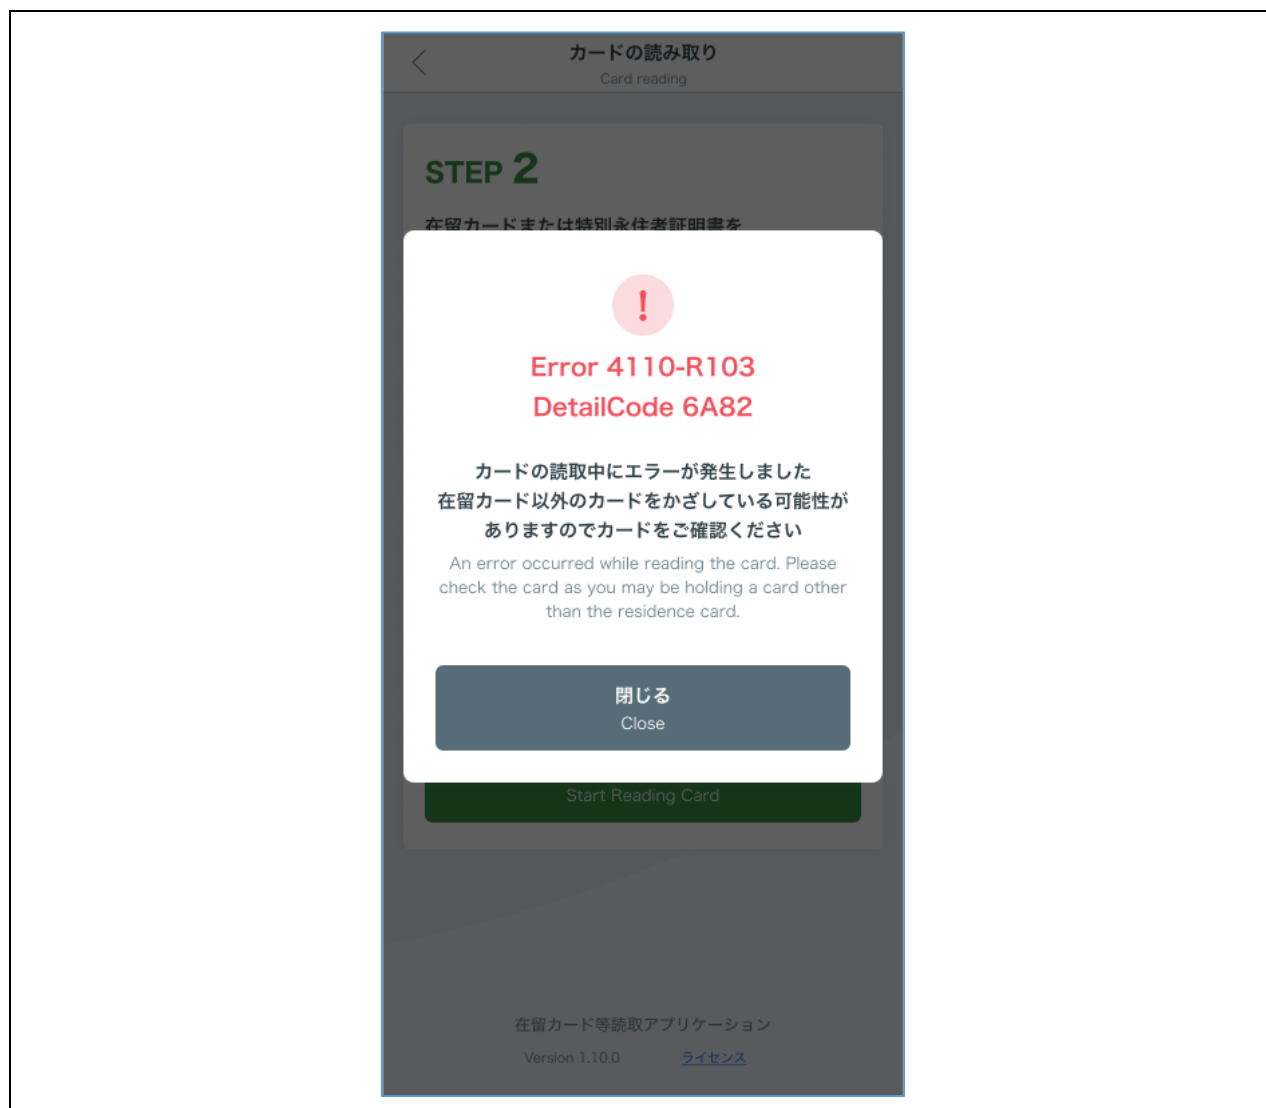 カードの読み取り
Card reading
STEP 2
在留カードまたは特別永住者証明書を
!
Error 4110-R103
DetailCode 6A82
カードの読取中にエラーが発生しました
在留カード以外のカードをかざしている可能性が
ありますのでカードをご確認ください
An error occurred while reading the card. Please
check the card as you may be holding a card other
than the residence card.
閉じる
Close
Start Reading Card
在留カード等読取アプリケーション
Version 1.10.0 ライセンス